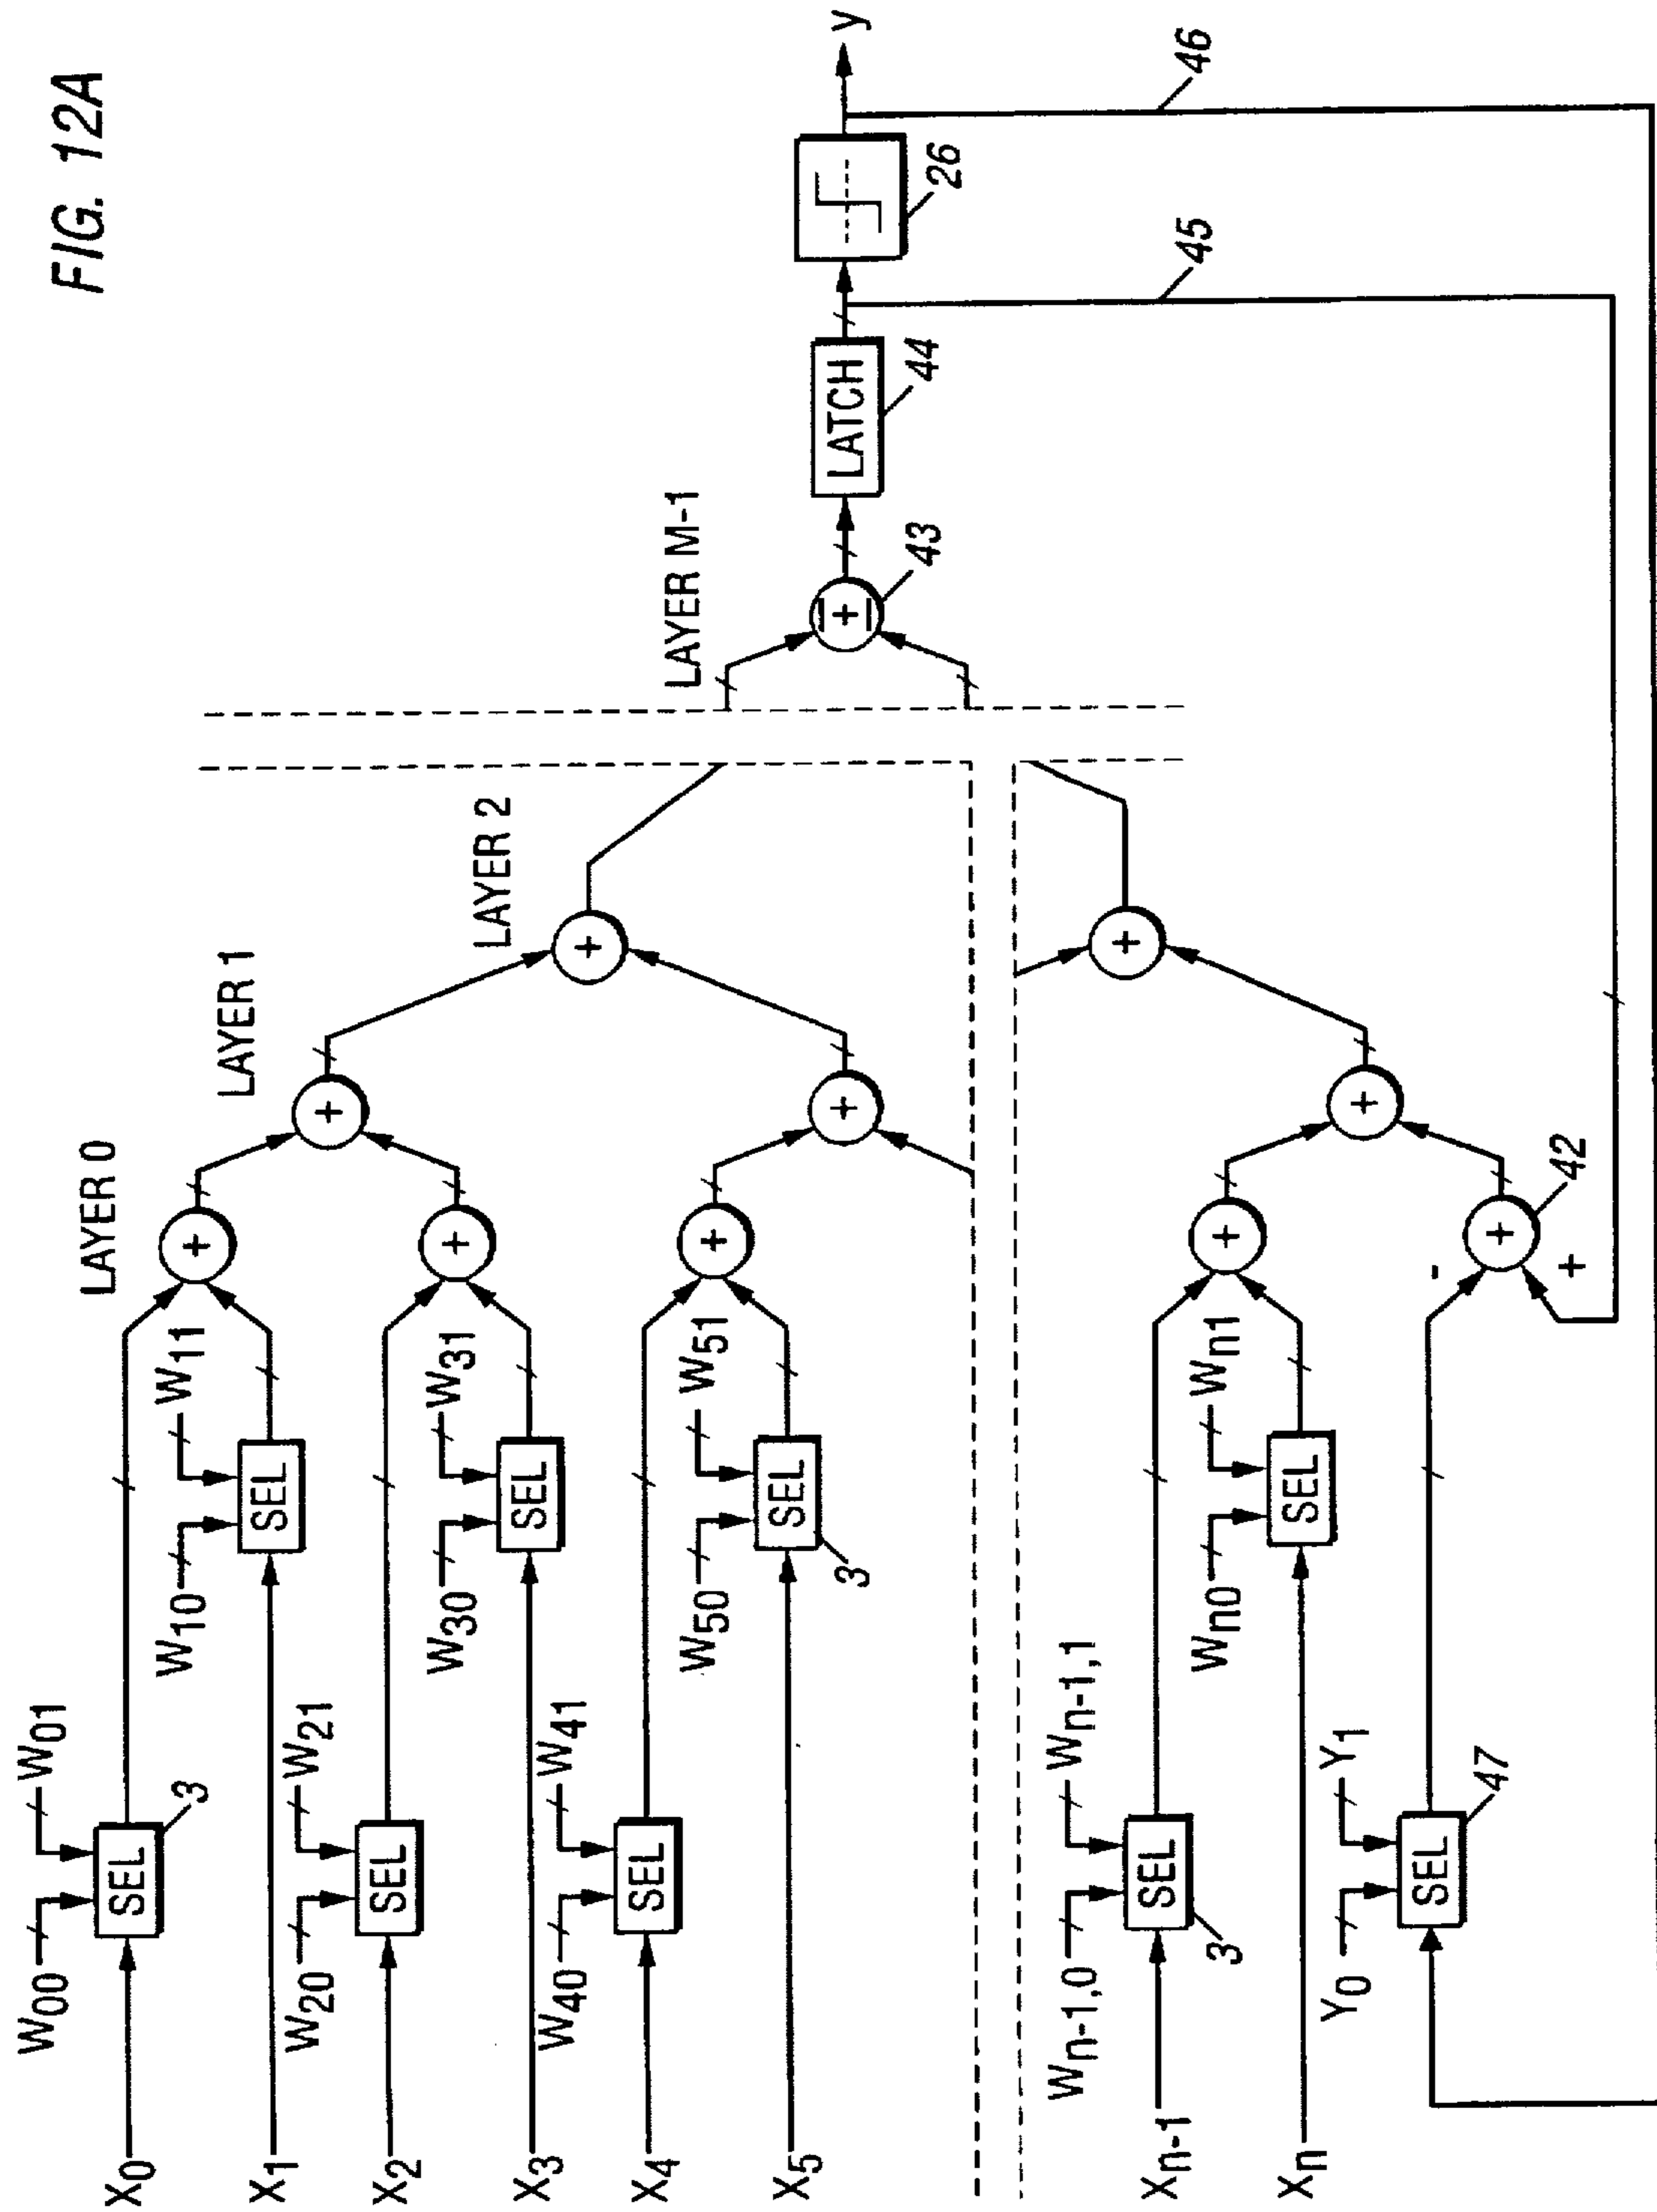 FIG. 12A
LAYER 0
LAYER 1
LAYER 2
LAYER M-1
W00
W01
X0
SEL
3
+
W10
W11
X1
SEL
+
W20
W21
X2
SEL
+
W30
W31
X3
SEL
+
W40
W41
X4
SEL
+
W50
W51
X5
SEL
3
+
+
43
LATCH
44
26
y
45
46
Wn-1,0
Wn-1,1
Xn-1
SEL
3
+
+
Wn0
Wn1
Xn
SEL
+
Y0
Y1
SEL
47
-
+
+
42